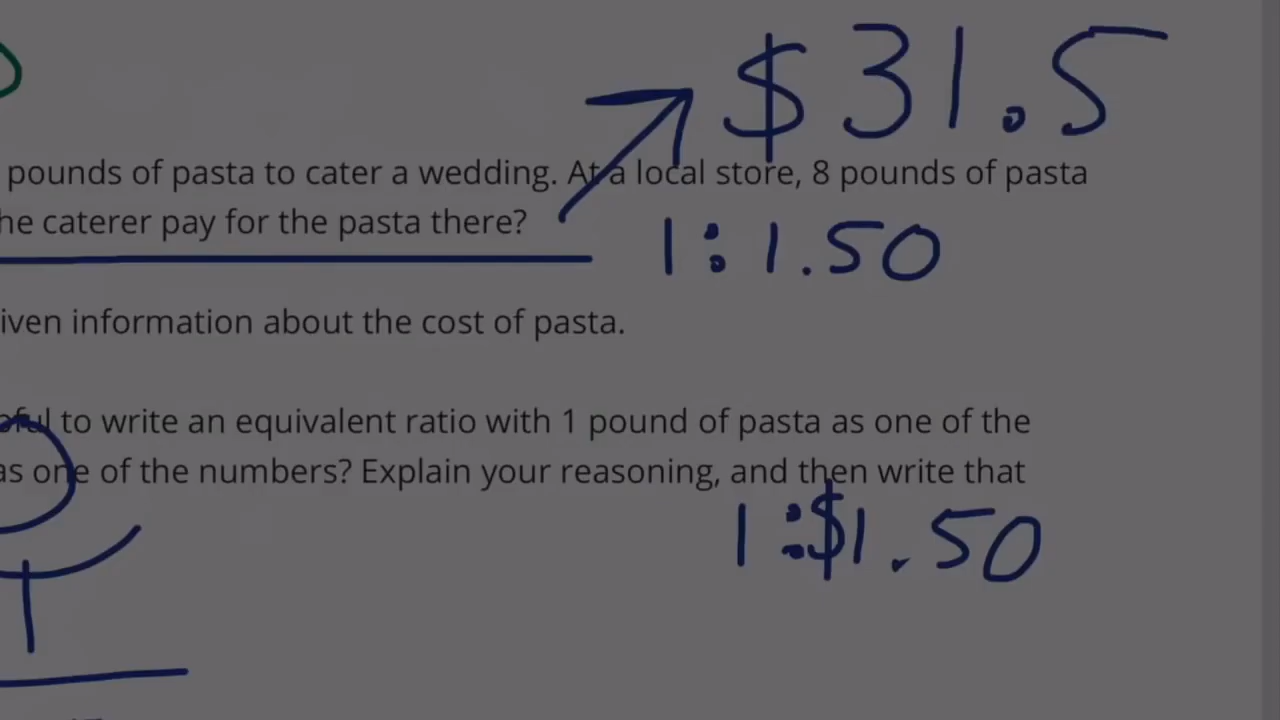 $31.5
pounds of pasta to cater a wedding. At a local store, 8 pounds of pasta
he caterer pay for the pasta there?
1:1.50
iven information about the cost of pasta.
ful to write an equivalent ratio with 1 pound of pasta as one of the
as one of the numbers? Explain your reasoning, and then write that
1:$1.50
1